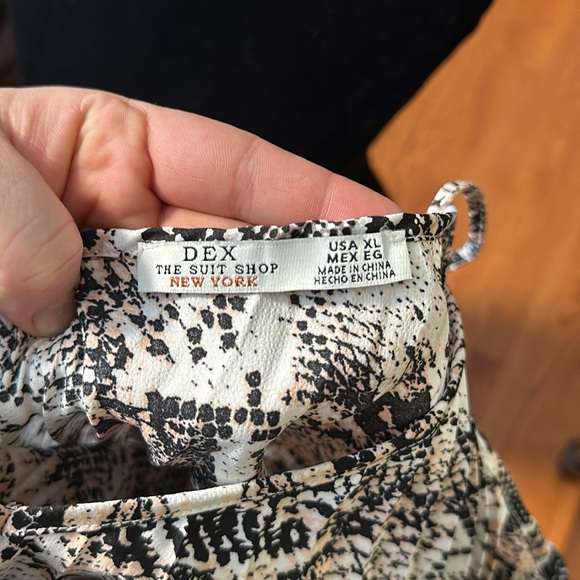 DEX
THE SUIT SHOP
NEW YORK
USA XL
MEX EG
MADE IN CHINA
HECHO EN CHINA